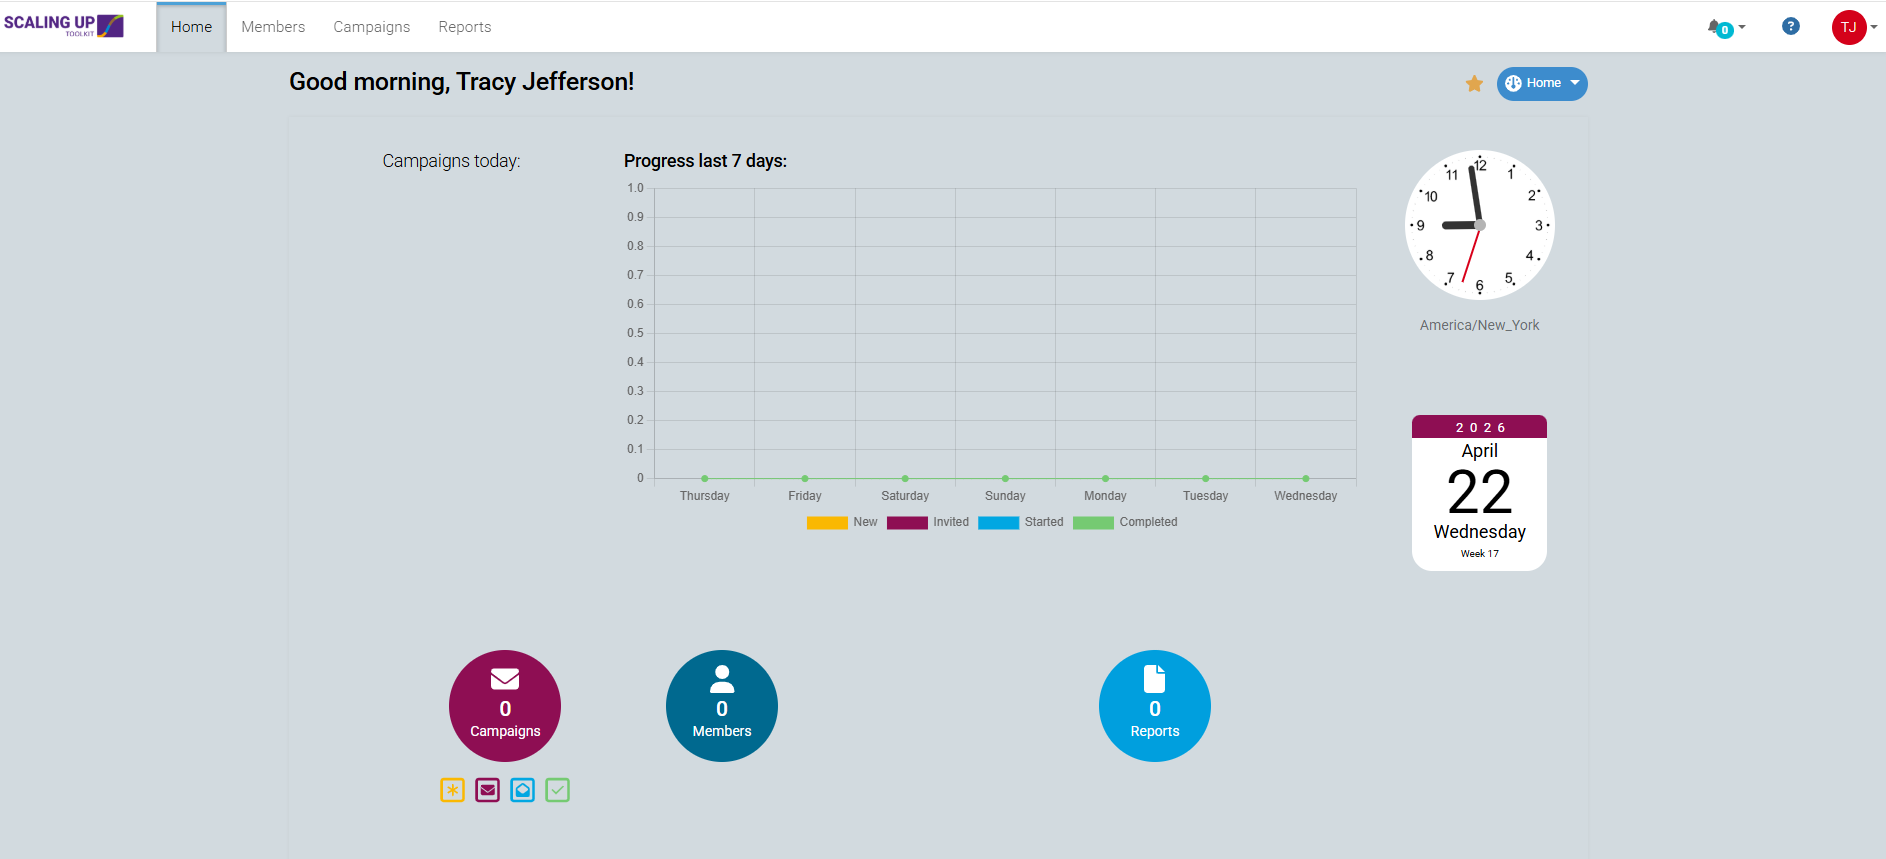 SCALING UP
TOOLKIT
Home
Members
Campaigns
Reports
0
?
TJ
Good morning, Tracy Jefferson!
Home
Campaigns today:
Progress last 7 days:
1.0
0.9
0.8
0.7
0.6
0.5
0.4
0.3
0.2
0.1
0
Thursday
Friday
Saturday
Sunday
Monday
Tuesday
Wednesday
New
Invited
Started
Completed
12
1
2
3
4
5
6
7
8
9
10
11
America/New_York
2026
April
22
Wednesday
Week 17
0
Campaigns
0
Members
0
Reports